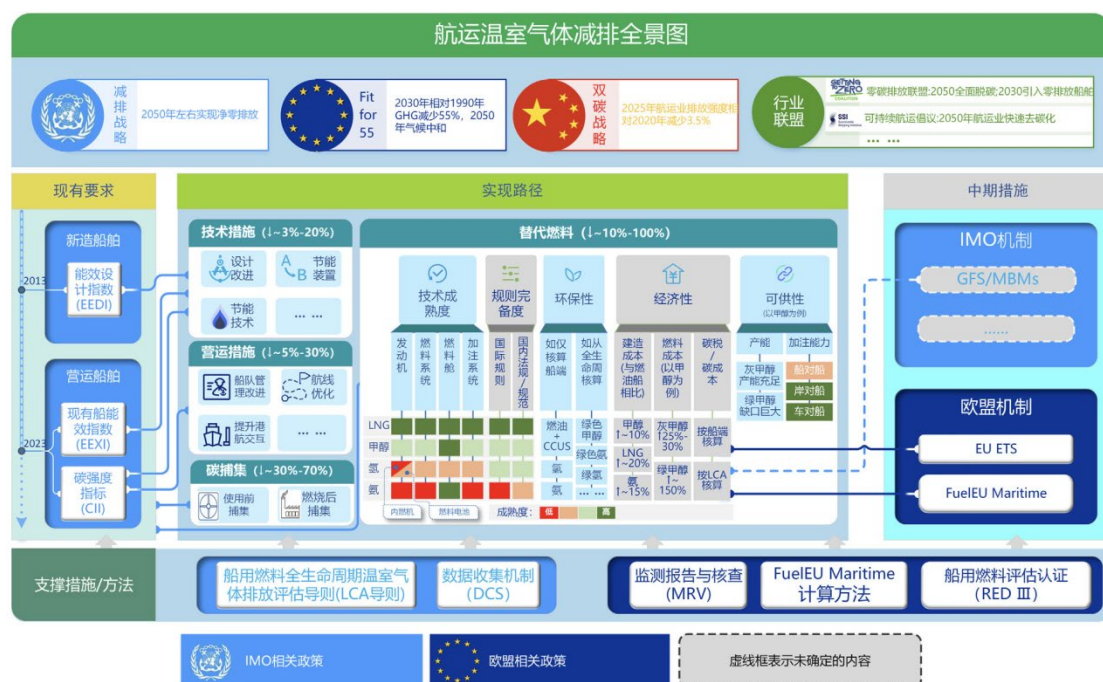 航运温室气体减排全景图
减排战略
2050年左右实现净零排放
Fit
for
55
2030年相对1990年
GHG减少55%，2050
年气候中和
双碳战略
2025年航运业排放强度相
对2020年减少3.5%
行业
联盟
GETTING TO ZERO
COALITION
零碳排放联盟:2050全面脱碳;2030引入零排放船舶
SSI
可持续航运倡议:2050年航运业快速去碳化
... ...
现有要求
2013
2023
新造船舶
能效设
计指数
(EEDI)
营运船舶
现有船能
效指数
(EEXI)
碳强度
指标
(CII)
实现路径
技术措施 (↓~3%-20%)
设计
改进
A
B
节能
装置
节能
技术
... ...
营运措施 (↓~5%-30%)
船队管
理改进
航线
优化
提升港
航交互
... ...
碳捕集 (↓~30%-70%)
使用前
捕集
燃烧后
捕集
替代燃料 (↓~10%-100%)
技术成
熟度
规则完
备度
环保性
经济性
可供性
(以甲醇为例)
发动机
燃料系统
燃料舱
加注系统
国际规则
国内法规/规范
如仅核算船端
如从全生命周期核算
建造
成本
(与燃
油船
相比)
燃料
成本
(以甲
醇为
例)
碳税
/
碳成
本
产能
加注能力
灰甲醇
产能充足
绿甲醇
缺口巨大
船对船
岸对船
车对船
LNG
甲醇
氢
氨
燃油
+
CCUS
氢
氨
绿色
甲醇
绿色氨
绿氢
... ...
甲醇
↑~10%
LNG
↑~20%
氨
↑~15%
灰甲醇
↑25%-
30%
绿甲醇
↑~
150%
按船端
核算
按LCA
核算
内燃机
燃料电池
成熟度：
低
高
中期措施
IMO机制
GFS/MBMs
......
欧盟机制
EU ETS
FuelEU Maritime
支撑措施/方法
船用燃料全生命周期温室气
体排放评估导则(LCA导则)
数据收集机制
(DCS)
监测报告与核查
(MRV)
FuelEU Maritime
计算方法
船用燃料评估认证
(RED Ⅲ)
IMO相关政策
欧盟相关政策
虚线框表示未确定的内容